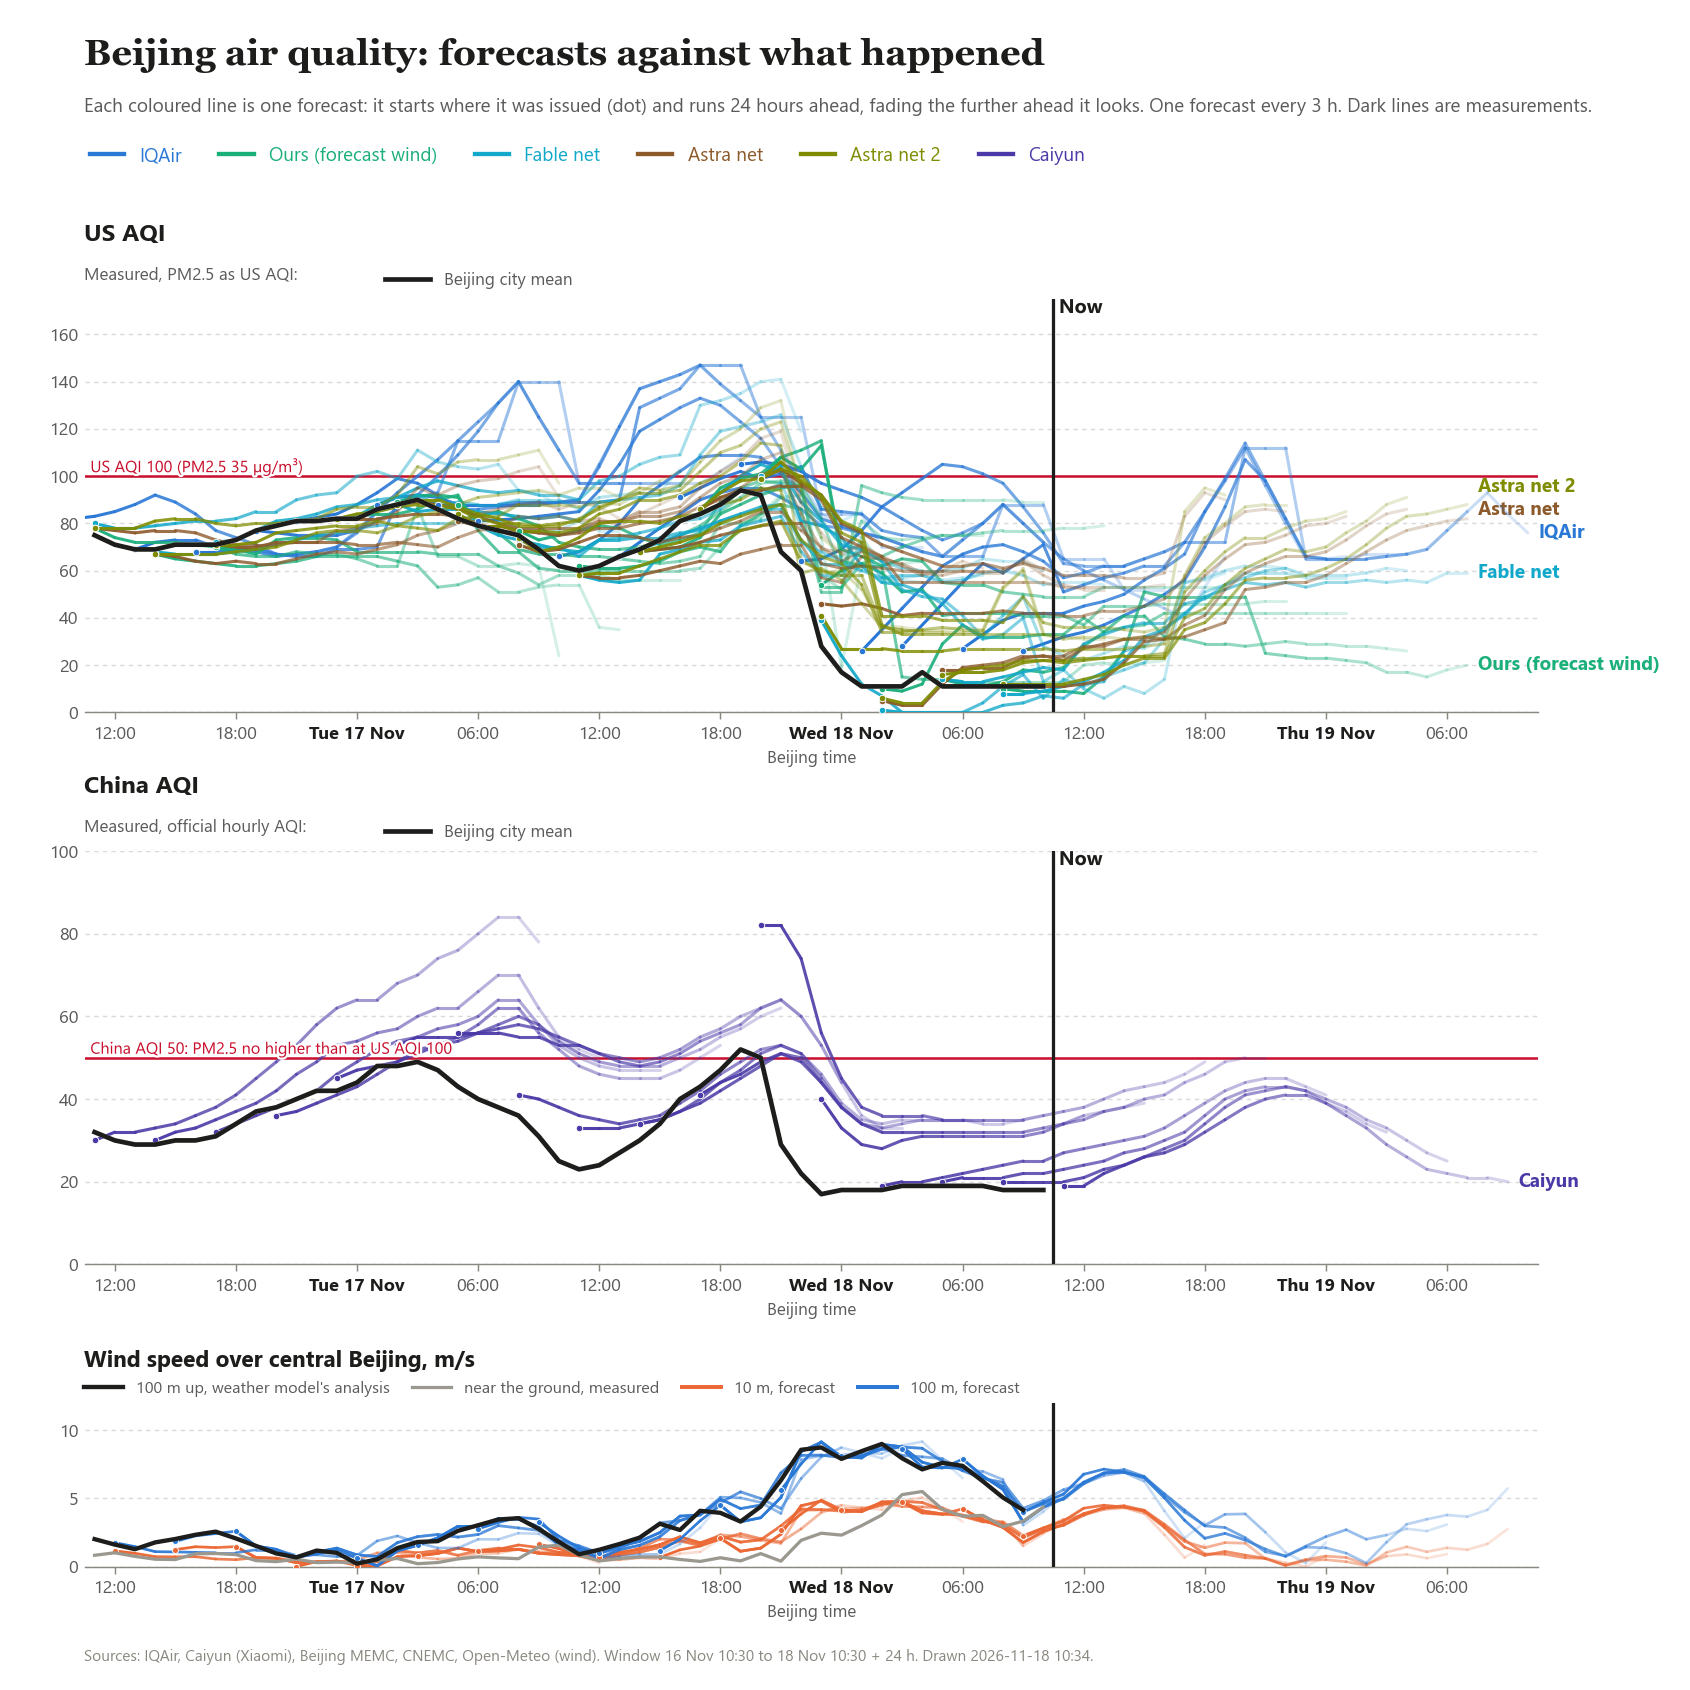 Beijing air quality: forecasts against what happened
Each coloured line is one forecast: it starts where it was issued (dot) and runs 24 hours ahead, fading the further ahead it looks. One forecast every 3 h. Dark lines are measurements.
IQAir Ours (forecast wind) Fable net Astra net Astra net 2 Caiyun
US AQI
Measured, PM2.5 as US AQI: Beijing city mean
Now
160
140
120
100
80
60
40
20
0
US AQI 100 (PM2.5 35 µg/m³)
Astra net 2
Astra net
IQAir
Fable net
Ours (forecast wind)
12:00 18:00 Tue 17 Nov 06:00 12:00 18:00 Wed 18 Nov 06:00 12:00 18:00 Thu 19 Nov 06:00
Beijing time
China AQI
Measured, official hourly AQI: Beijing city mean
Now
100
80
60
40
20
0
China AQI 50: PM2.5 no higher than at US AQI 100
Caiyun
12:00 18:00 Tue 17 Nov 06:00 12:00 18:00 Wed 18 Nov 06:00 12:00 18:00 Thu 19 Nov 06:00
Beijing time
Wind speed over central Beijing, m/s
100 m up, weather model's analysis near the ground, measured 10 m, forecast 100 m, forecast
10
5
0
12:00 18:00 Tue 17 Nov 06:00 12:00 18:00 Wed 18 Nov 06:00 12:00 18:00 Thu 19 Nov 06:00
Beijing time
Sources: IQAir, Caiyun (Xiaomi), Beijing MEMC, CNEMC, Open-Meteo (wind). Window 16 Nov 10:30 to 18 Nov 10:30 + 24 h. Drawn 2026-11-18 10:34.